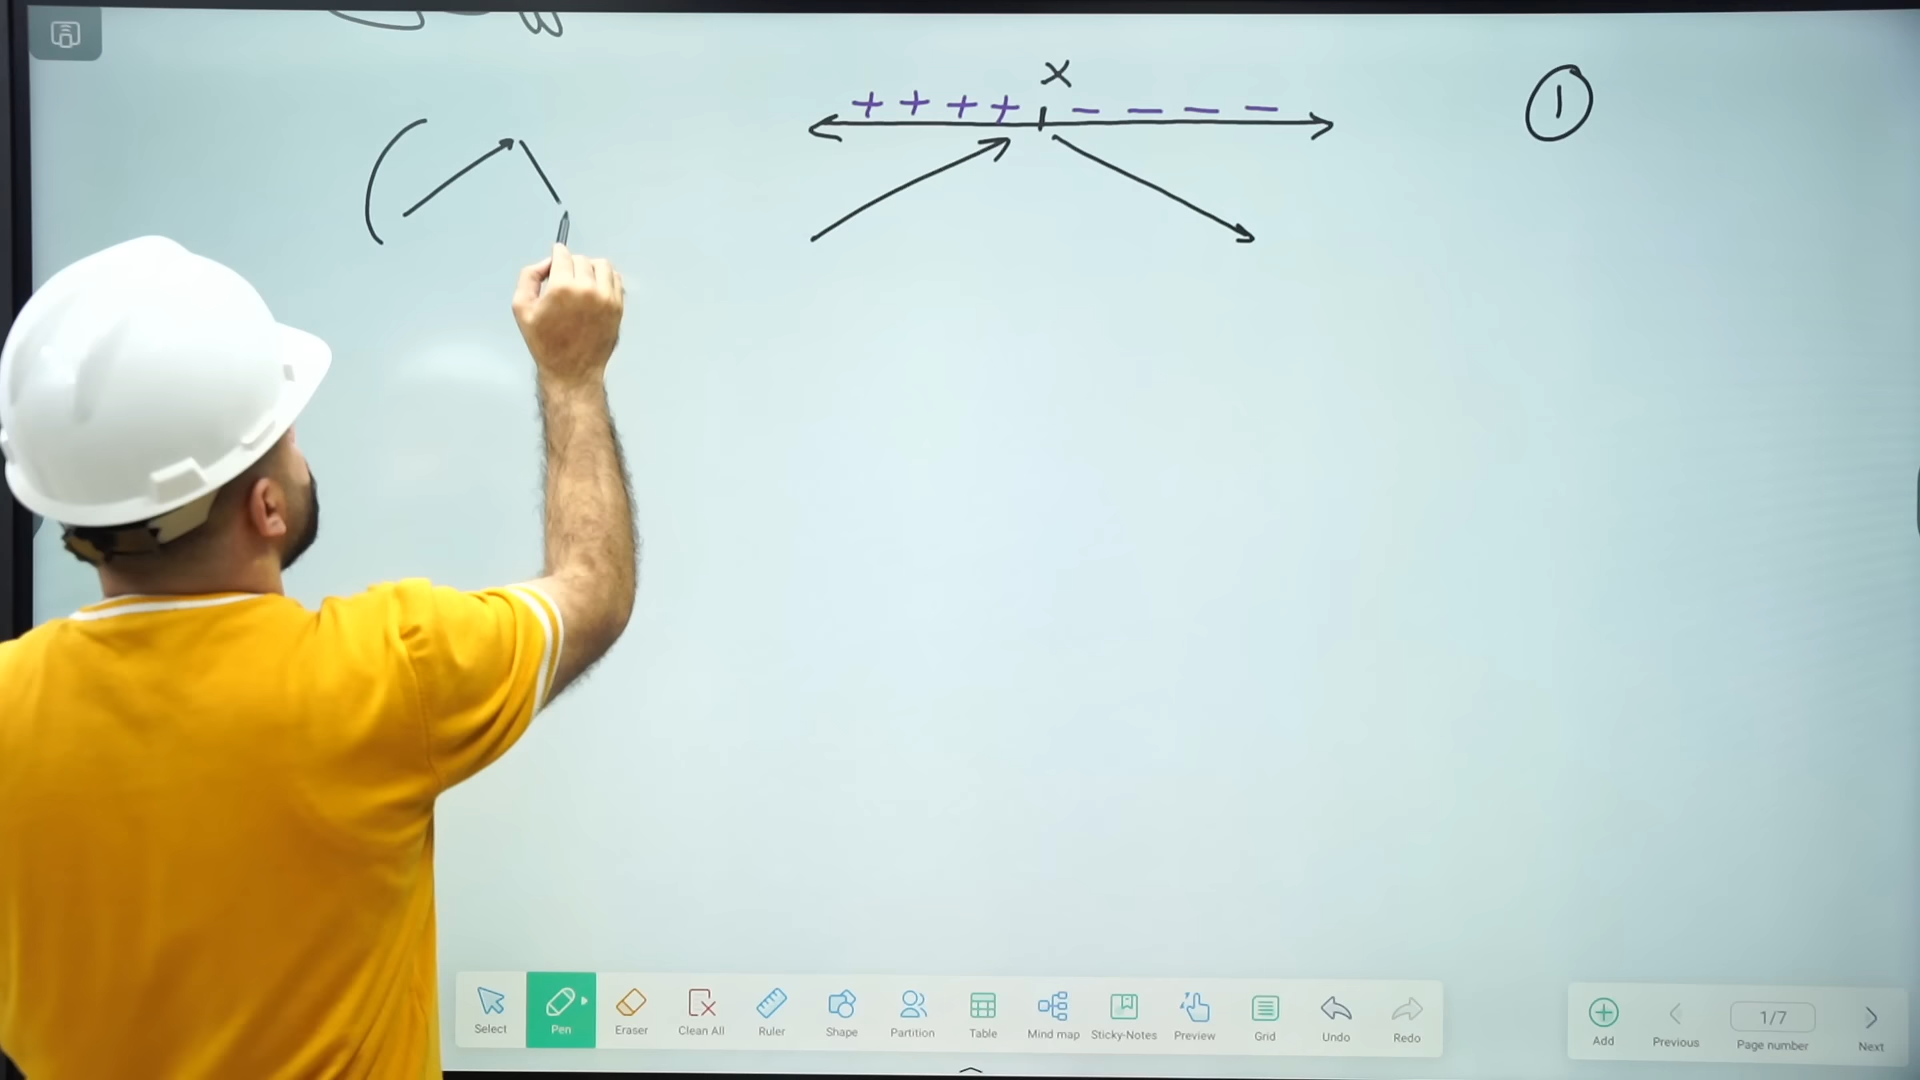 x
+ + + + - - - -
1
Select Pen Eraser Clean All Ruler Shape Partition Table Mind map Sticky-Notes Preview Grid Undo Redo
Add Previous 1/7 Page number Next